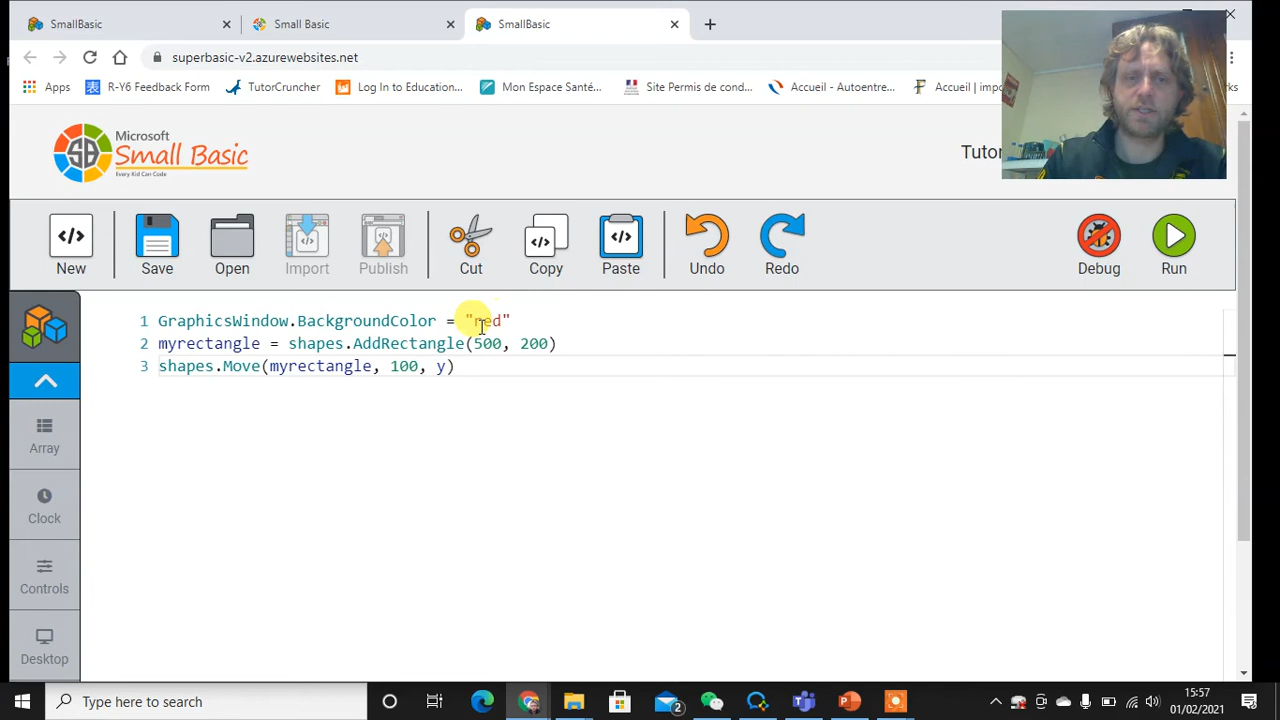 SmallBasic
Small Basic
SmallBasic
superbasic-v2.azurewebsites.net
Apps
R-Y6 Feedback Form
TutorCruncher
Log In to Education...
Mon Espace Santé...
Site Permis de cond...
Accueil - Autoentre...
Microsoft
Small Basic
Every Kid Can Code
New
Save
Open
Import
Publish
Cut
Copy
Paste
Undo
Redo
Debug
Run
1 GraphicsWindow.BackgroundColor = "red"
2 myrectangle = shapes.AddRectangle(500, 200)
3 shapes.Move(myrectangle, 100, y)
Array
Clock
Controls
Desktop
Type here to search
2
15:57
01/02/2021